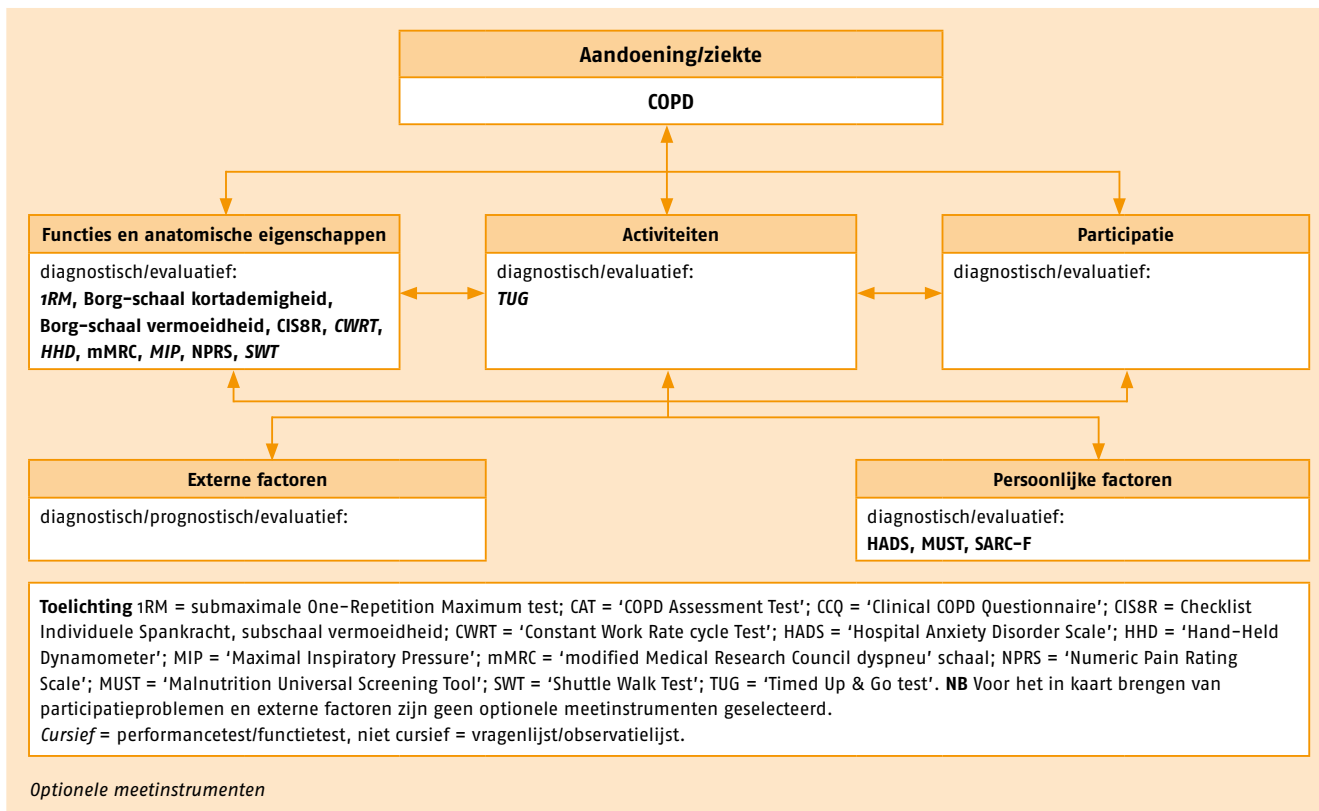 Aandoening/ziekte
COPD
Functies en anatomische eigenschappen
diagnostisch/evaluatief:
1RM, Borg-schaal kortademigheid,
Borg-schaal vermoeidheid, CIS8R, CWRT,
HHD, mMRC, MIP, NPRS, SWT
Activiteiten
diagnostisch/evaluatief:
TUG
Participatie
diagnostisch/evaluatief:
Externe factoren
diagnostisch/prognostisch/evaluatief:
Persoonlijke factoren
diagnostisch/evaluatief:
HADS, MUST, SARC-F
Toelichting 1RM = submaximale One-Repetition Maximum test; CAT = ‘COPD Assessment Test’; CCQ = ‘Clinical COPD Questionnaire’; CIS8R = Checklist
Individuele Spankracht, subschaal vermoeidheid; CWRT = ‘Constant Work Rate cycle Test’; HADS = ‘Hospital Anxiety Disorder Scale’; HHD = ‘Hand-Held
Dynamometer’; MIP = ‘Maximal Inspiratory Pressure’; mMRC = ‘modified Medical Research Council dyspneu’ schaal; NPRS = ‘Numeric Pain Rating
Scale’; MUST = ‘Malnutrition Universal Screening Tool’; SWT = ‘Shuttle Walk Test’; TUG = ‘Timed Up & Go test’. NB Voor het in kaart brengen van
participatieproblemen en externe factoren zijn geen optionele meetinstrumenten geselecteerd.
Cursief = performancetest/functietest, niet cursief = vragenlijst/observatielijst.
Optionele meetinstrumenten